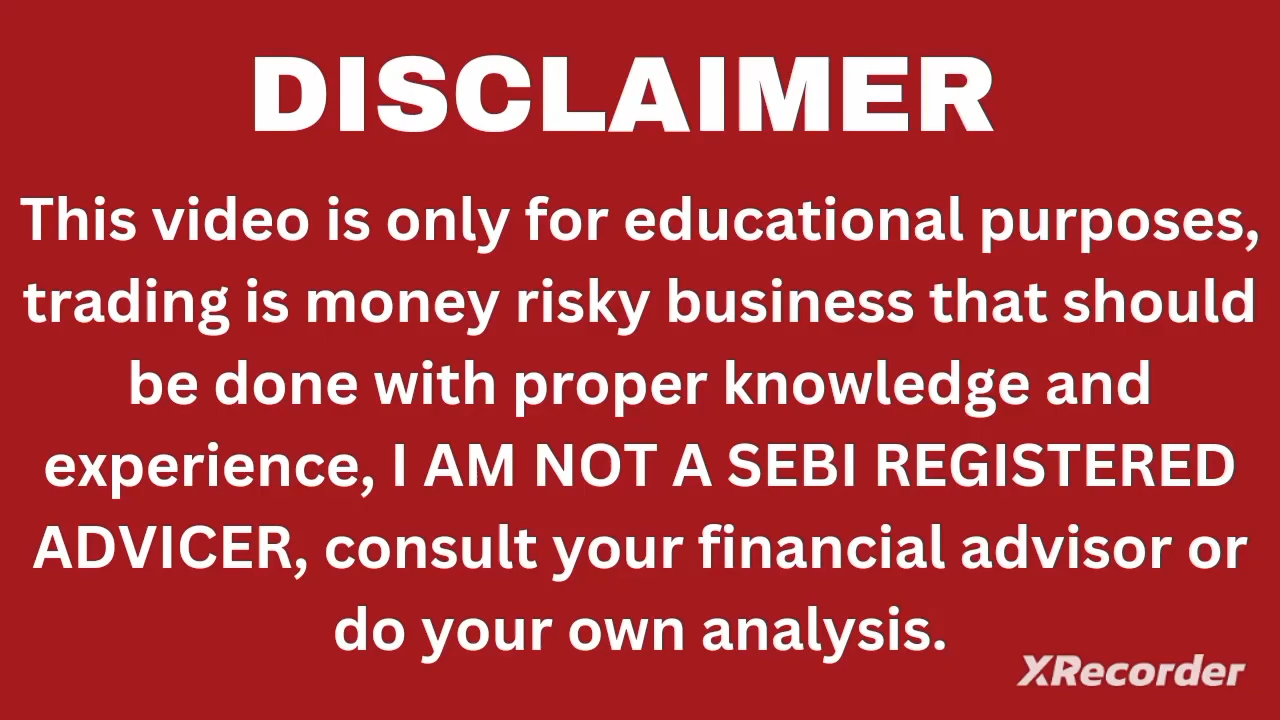 DISCLAIMER
This video is only for educational purposes,
trading is money risky business that should
be done with proper knowledge and
experience, I AM NOT A SEBI REGISTERED
ADVICER, consult your financial advisor or
do your own analysis.
XRecorder